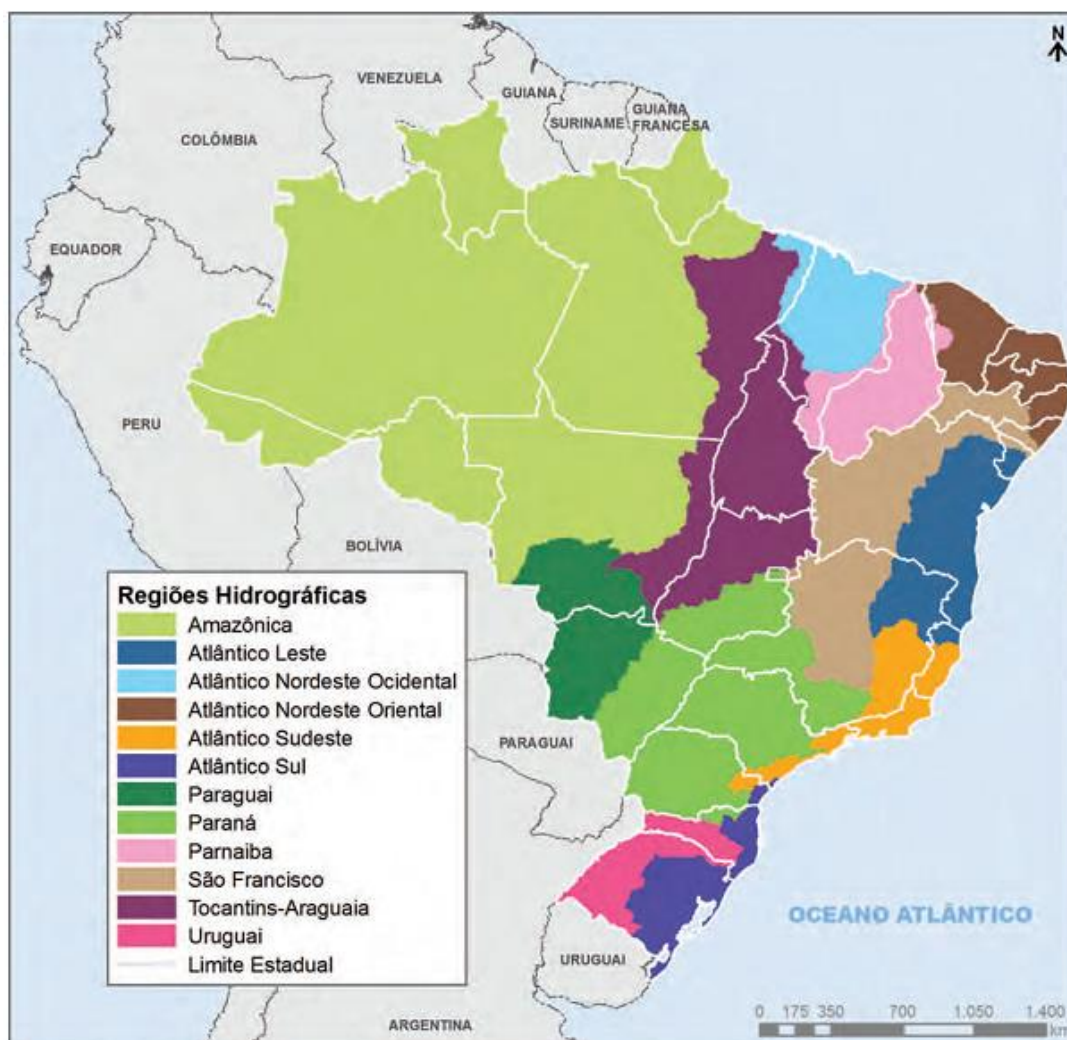 N
VENEZUELA
GUIANA
GUIANA
FRANCESA
SURINAME
COLÔMBIA
EQUADOR
PERU
BOLÍVIA
PARAGUAI
URUGUAI
ARGENTINA
OCEANO ATLÂNTICO
Regiões Hidrográficas
Amazônica
Atlântico Leste
Atlântico Nordeste Ocidental
Atlântico Nordeste Oriental
Atlântico Sudeste
Atlântico Sul
Paraguai
Paraná
Parnaiba
São Francisco
Tocantins-Araguaia
Uruguai
Limite Estadual
0 175 350 700 1.050 1.400
km